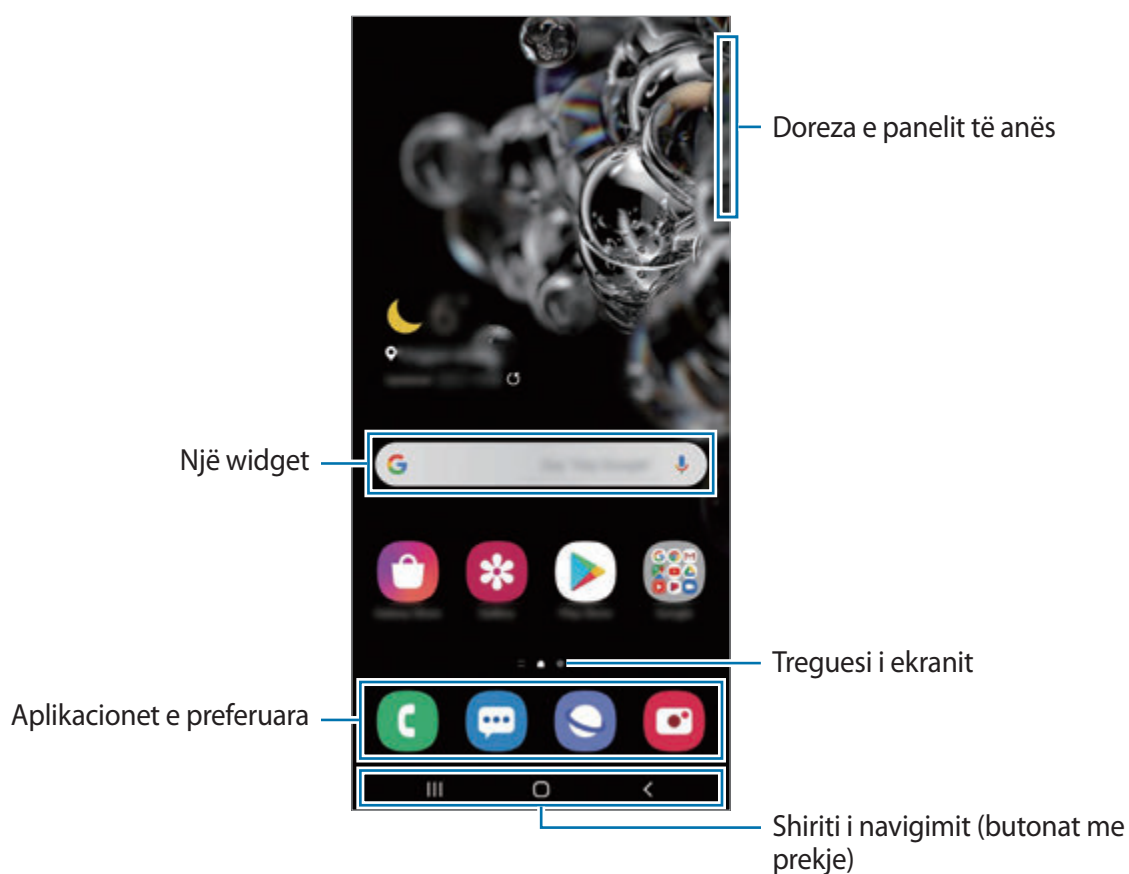 Doreza e panelit të anës
Një widget
Treguesi i ekranit
Aplikacionet e preferuara
Shiriti i navigimit (butonat me
prekje)